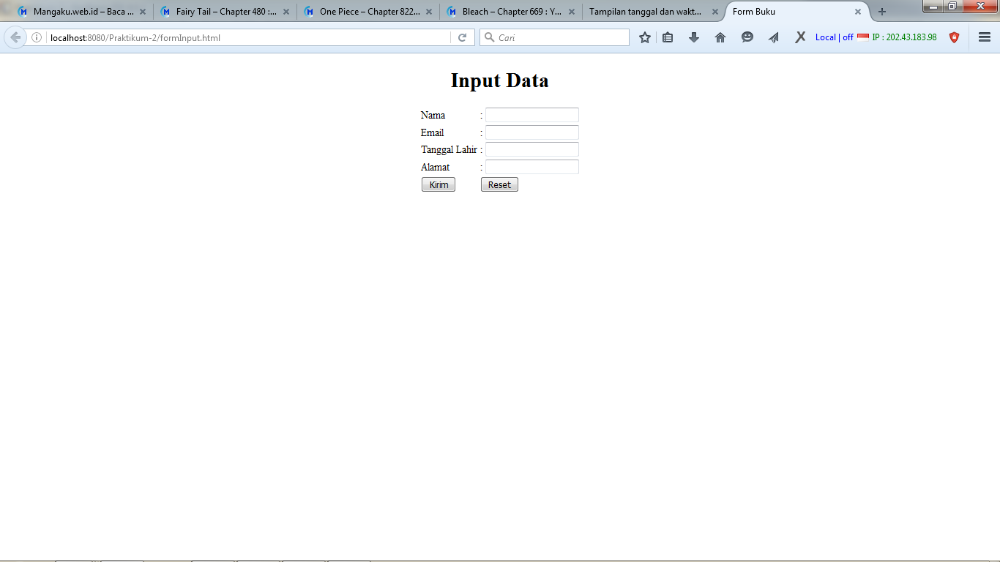 Mangaku.web.id – Baca ... Fairy Tail – Chapter 480 :... One Piece – Chapter 822... Bleach – Chapter 669 : Y... Tampilan tanggal dan wakt... Form Buku
localhost:8080/Praktikum-2/formInput.html Cari Local | off IP : 202.43.183.98
Input Data
Nama :
Email :
Tanggal Lahir :
Alamat :
Kirim Reset